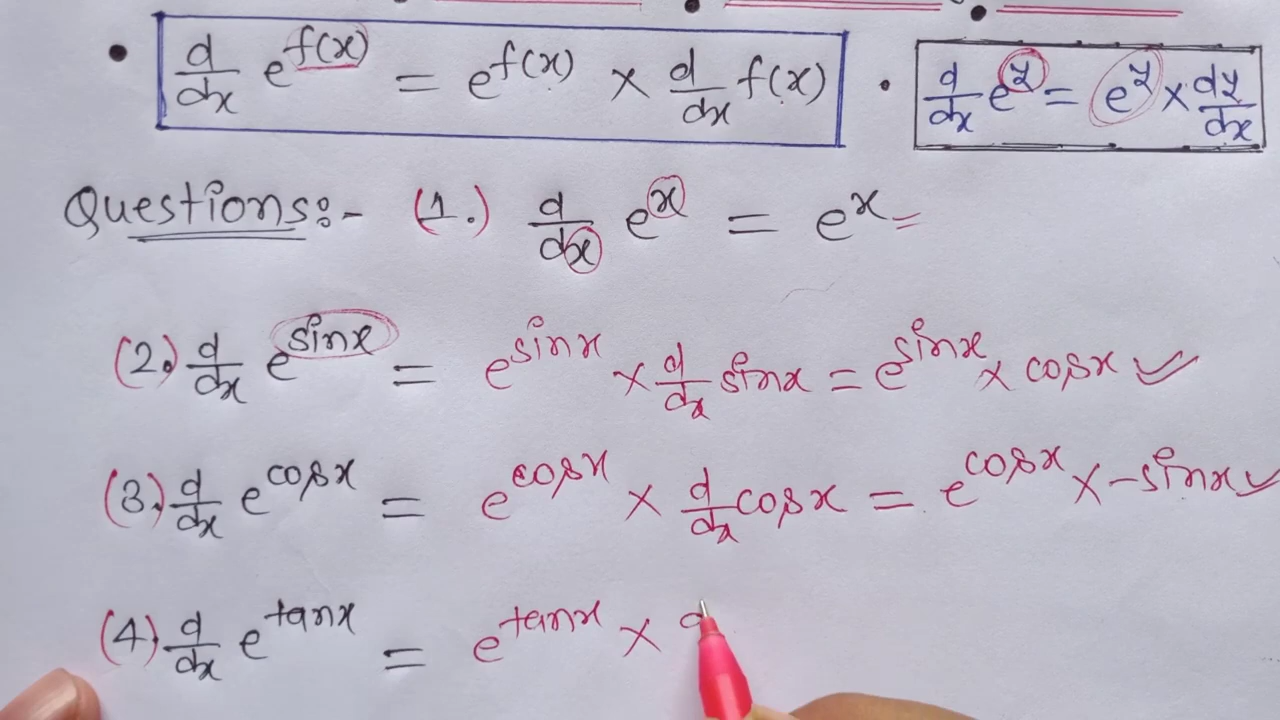 • d/dx e^f(x) = e^f(x) × d/dx f(x) • d/dx e^y = e^y × dy/dx
Questions:- (1.) d/dx e^x = e^x =
(2.) d/dx e^sinx = e^sinx × d/dx sinx = e^sinx × cosx ✓
(3.) d/dx e^cosx = e^cosx × d/dx cosx = e^cosx × -sinx ✓
(4.) d/dx e^tanx = e^tanx × d